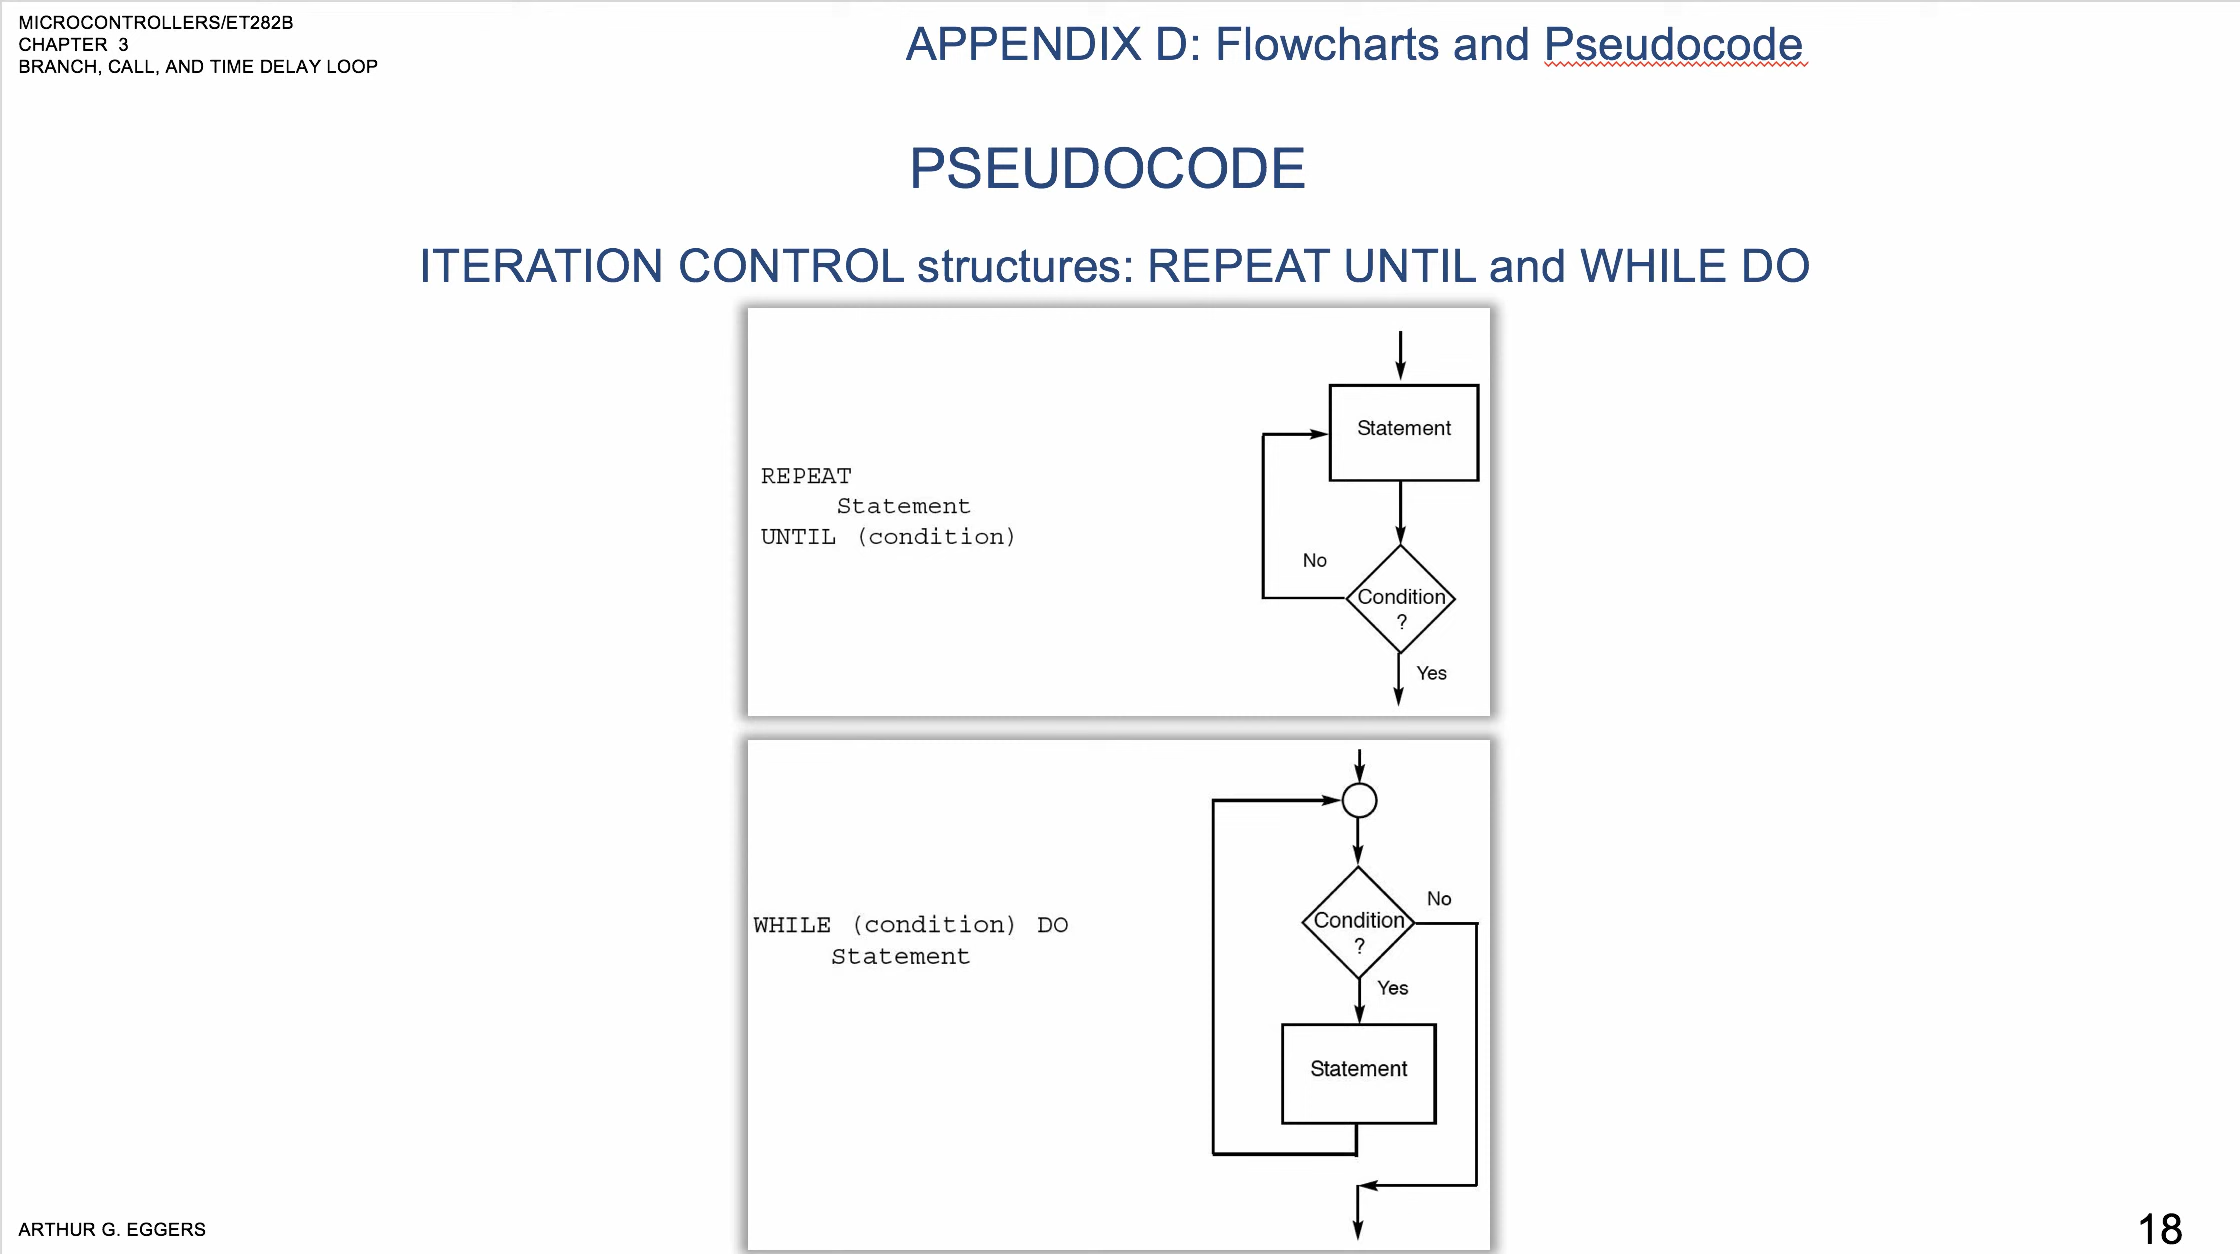 MICROCONTROLLERS/ET282B
CHAPTER 3
BRANCH, CALL, AND TIME DELAY LOOP
APPENDIX D: Flowcharts and Pseudocode
PSEUDOCODE
ITERATION CONTROL structures: REPEAT UNTIL and WHILE DO
REPEAT
Statement
UNTIL (condition)
Statement
No
Condition
?
Yes
WHILE (condition) DO
Statement
No
Condition
?
Yes
Statement
ARTHUR G. EGGERS
18